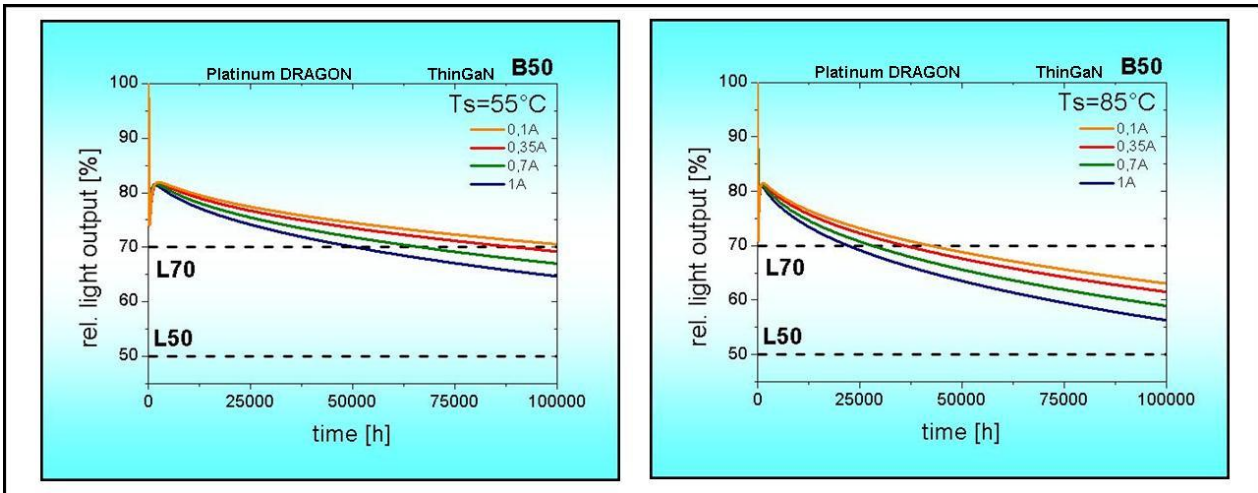 Platinum DRAGON ThinGaN B50
Ts=55°C
0,1A
0,35A
0,7A
1A
100
90
80
70
60
50
L70
L50
rel. light output [%]
0 25000 50000 75000 100000
time [h]
Platinum DRAGON ThinGaN B50
Ts=85°C
0,1A
0,35A
0,7A
1A
100
90
80
70
60
50
L70
L50
rel. light output [%]
0 25000 50000 75000 100000
time [h]